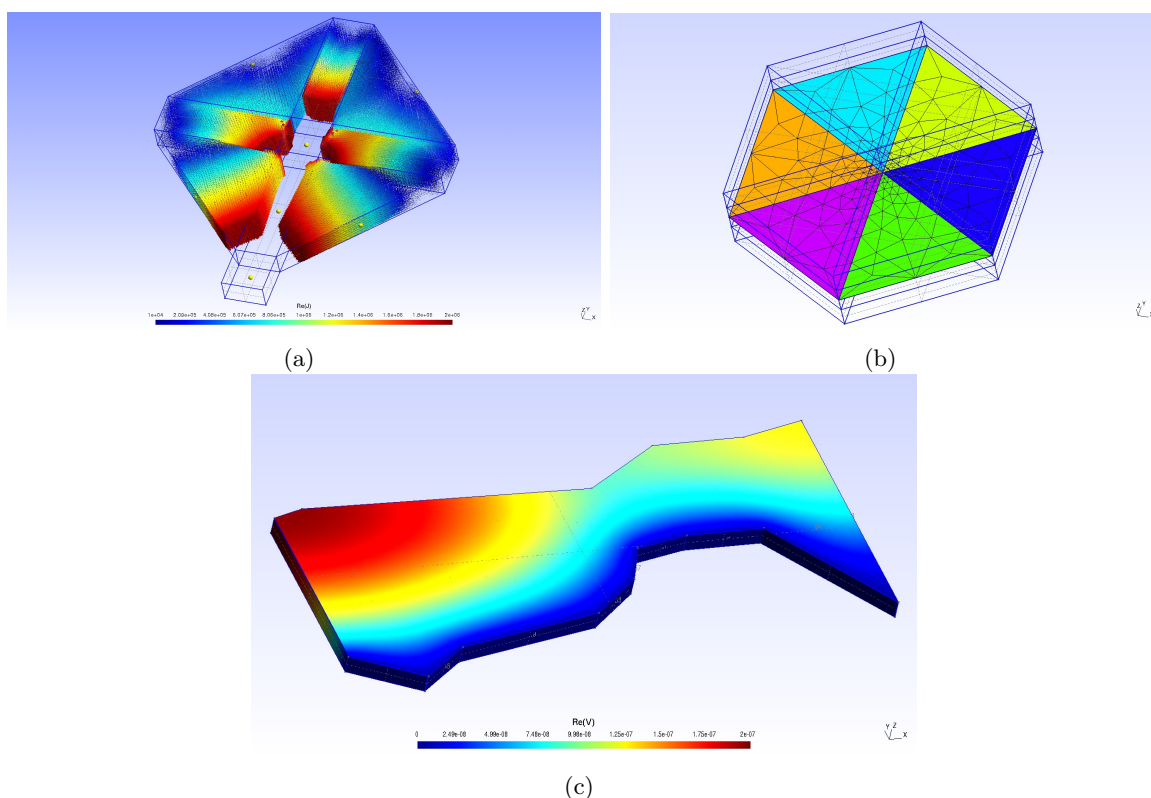 Re(J)
1e+04 2.09e+05 4.08e+05 6.07e+05 8.06e+05 1e+06 1.2e+06 1.4e+06 1.6e+06 1.8e+06 2e+06
Z Y X
Z Y X
(a)
(b)
Re(V)
0 2.49e-08 4.99e-08 7.48e-08 9.98e-08 1.25e-07 1.5e-07 1.75e-07 2e-07
Y Z X
(c)